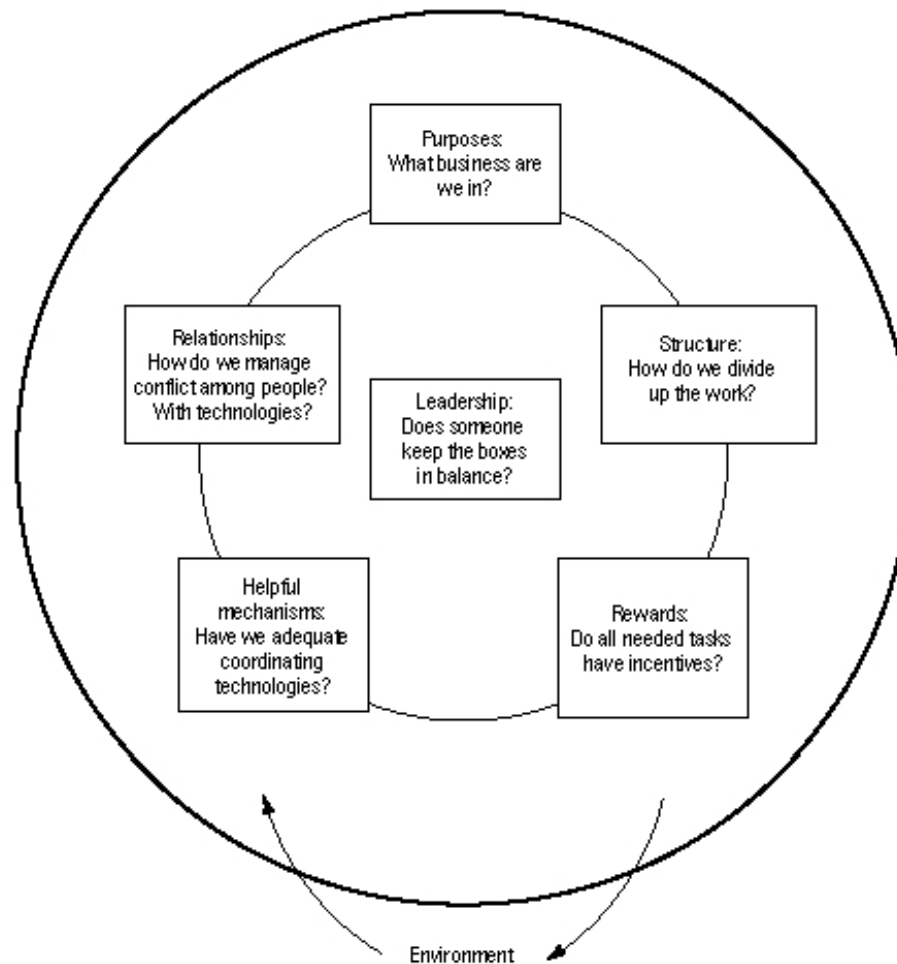 Purposes:
What business are
we in?
Relationships:
How do we manage
conflict among people?
With technologies?
Structure:
How do we divide
up the work?
Leadership:
Does someone
keep the boxes
in balance?
Helpful
mechanisms:
Have we adequate
coordinating
technologies?
Rewards:
Do all needed tasks
have incentives?
Environment